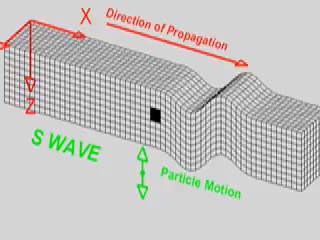 X
Direction of Propagation
Z
S WAVE
Particle Motion